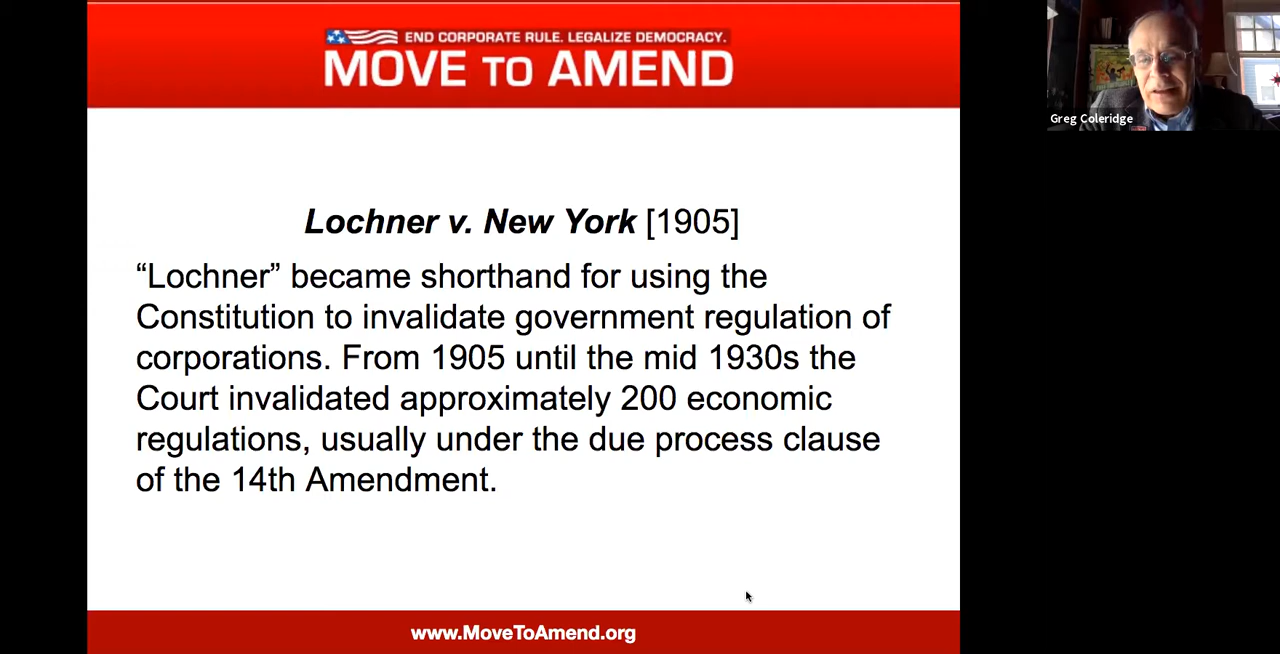 END CORPORATE RULE. LEGALIZE DEMOCRACY.
MOVE TO AMEND
Greg Coleridge
Lochner v. New York [1905]
“Lochner” became shorthand for using the
Constitution to invalidate government regulation of
corporations. From 1905 until the mid 1930s the
Court invalidated approximately 200 economic
regulations, usually under the due process clause
of the 14th Amendment.
www.MoveToAmend.org